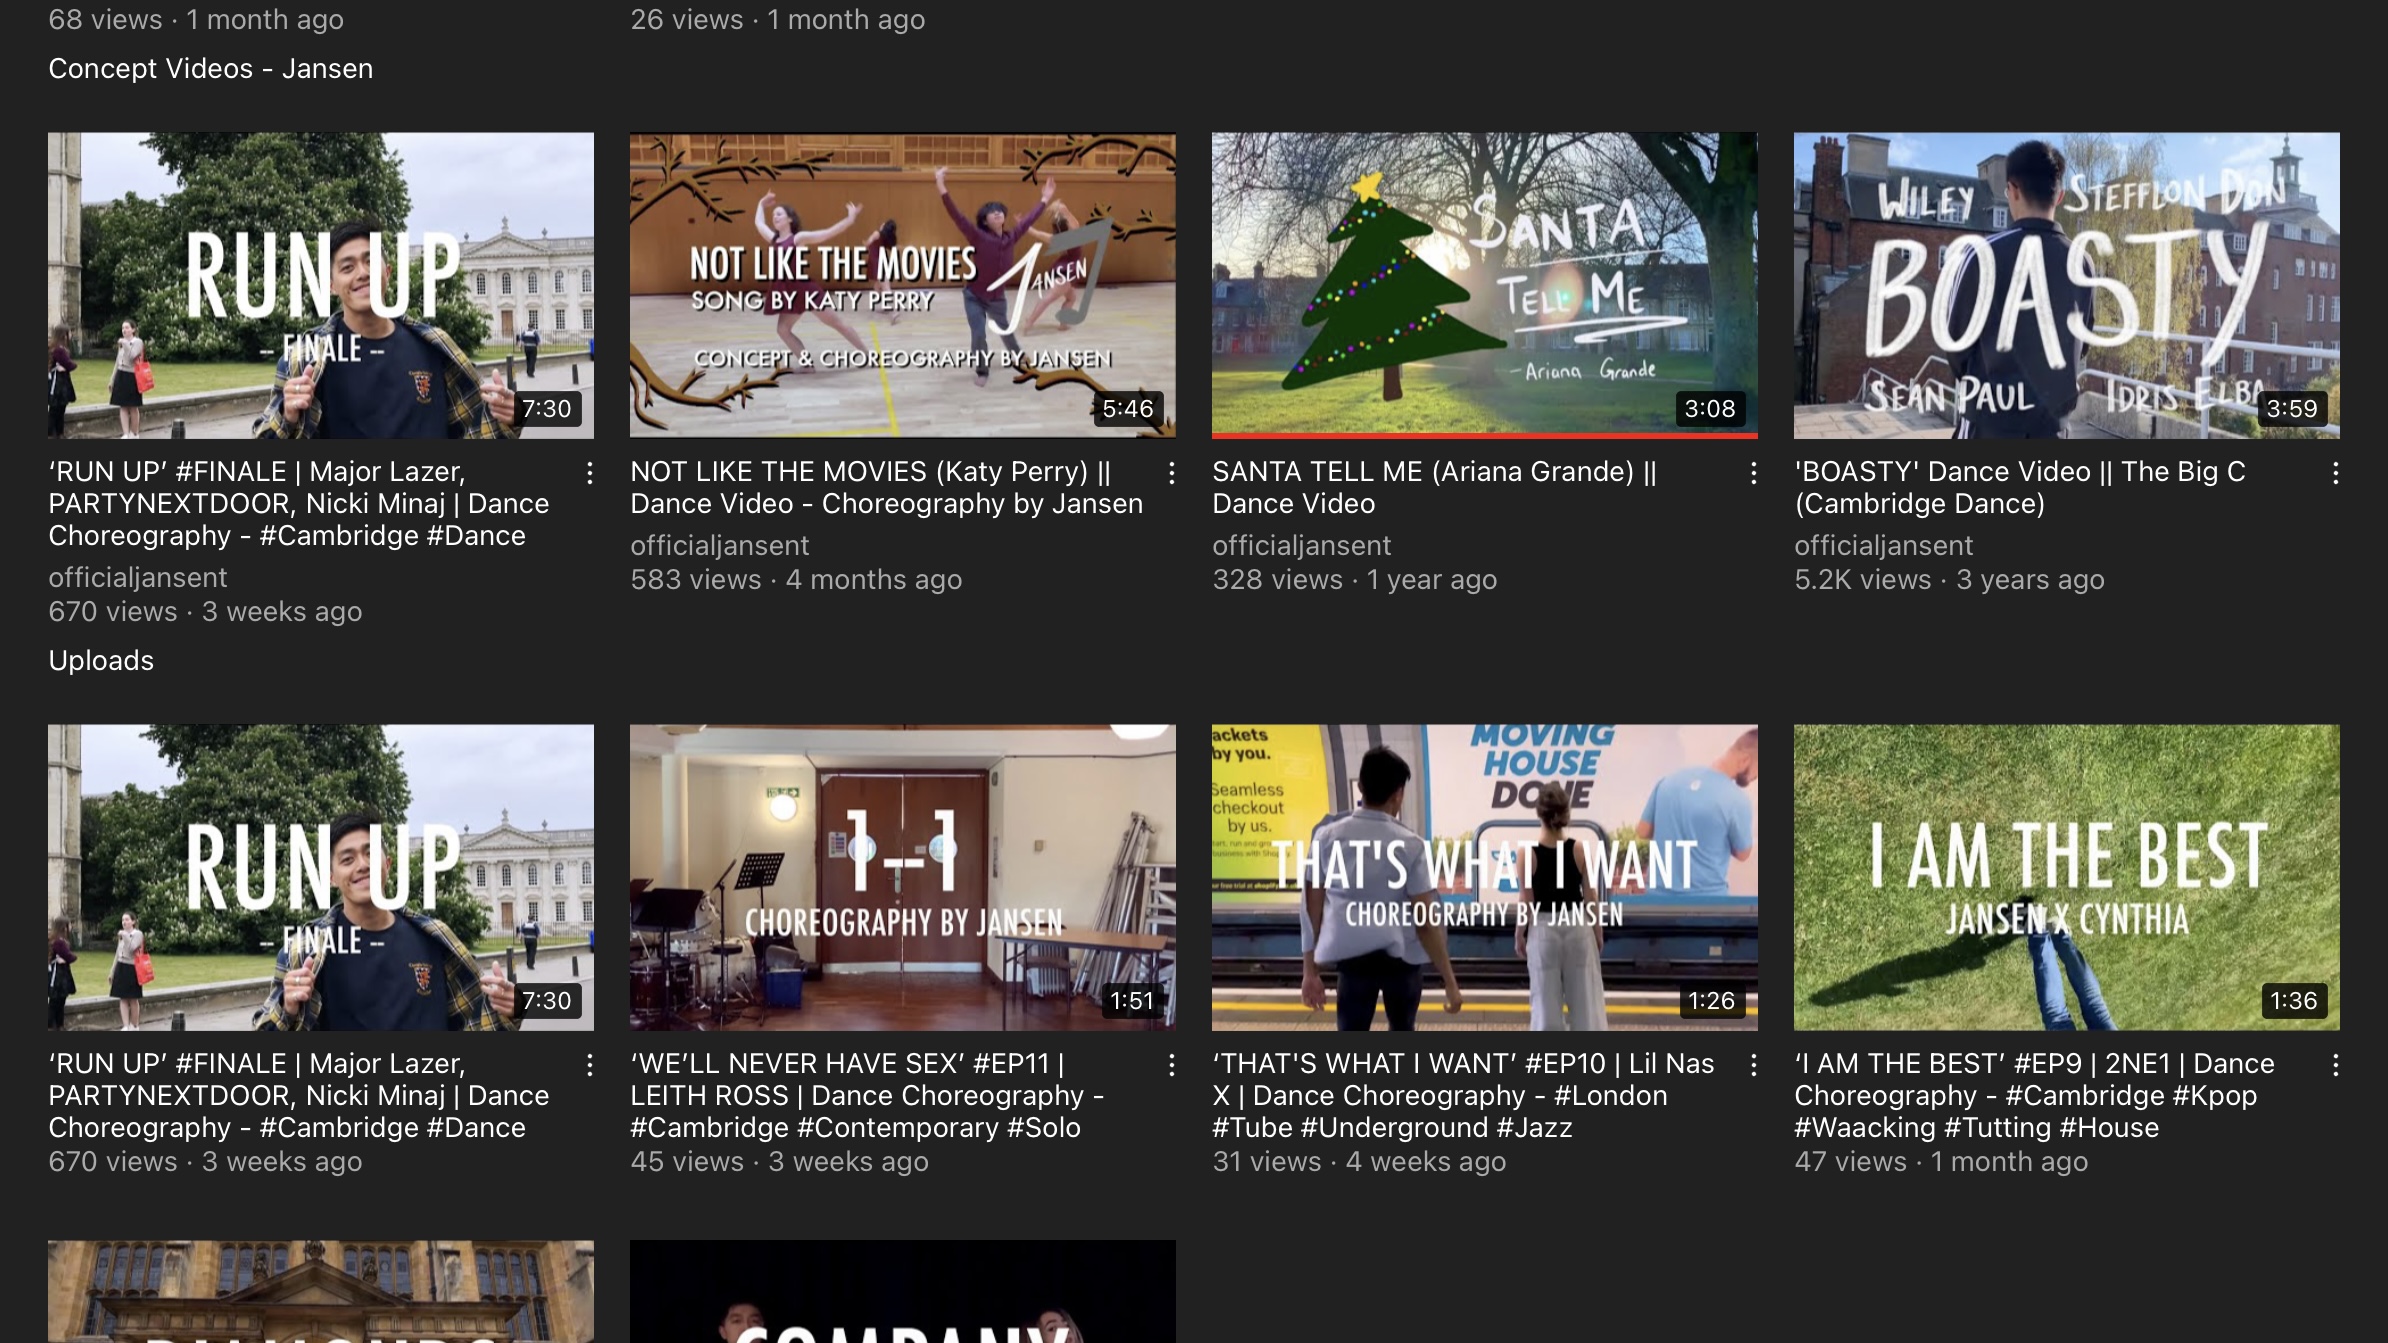 68 views · 1 month ago
26 views · 1 month ago
Concept Videos - Jansen
RUN UP
-- FINALE --
7:30
NOT LIKE THE MOVIES
SONG BY KATY PERRY
JANSEN
CONCEPT & CHOREOGRAPHY BY JANSEN
5:46
SANTA
TELL ME
- Ariana Grande
3:08
WILEY STEFFLON DON
BOASTY
SEAN PAUL IDRIS ELBA
3:59
‘RUN UP’ #FINALE | Major Lazer,
PARTYNEXTDOOR, Nicki Minaj | Dance
Choreography - #Cambridge #Dance
officialjansent
670 views · 3 weeks ago
NOT LIKE THE MOVIES (Katy Perry) ||
Dance Video - Choreography by Jansen
officialjansent
583 views · 4 months ago
SANTA TELL ME (Ariana Grande) ||
Dance Video
officialjansent
328 views · 1 year ago
'BOASTY' Dance Video || The Big C
(Cambridge Dance)
officialjansent
5.2K views · 3 years ago
Uploads
RUN UP
-- FINALE --
7:30
1-1
CHOREOGRAPHY BY JANSEN
1:51
ackets
by you.
Seamless
checkout
by us.
MOVING
HOUSE
DONE
THAT'S WHAT I WANT
CHOREOGRAPHY BY JANSEN
1:26
I AM THE BEST
JANSEN X CYNTHIA
1:36
‘RUN UP’ #FINALE | Major Lazer,
PARTYNEXTDOOR, Nicki Minaj | Dance
Choreography - #Cambridge #Dance
670 views · 3 weeks ago
‘WE’LL NEVER HAVE SEX’ #EP11 |
LEITH ROSS | Dance Choreography -
#Cambridge #Contemporary #Solo
45 views · 3 weeks ago
‘THAT'S WHAT I WANT’ #EP10 | Lil Nas
X | Dance Choreography - #London
#Tube #Underground #Jazz
31 views · 4 weeks ago
‘I AM THE BEST’ #EP9 | 2NE1 | Dance
Choreography - #Cambridge #Kpop
#Waacking #Tutting #House
47 views · 1 month ago
DIAMONDS
COMPANY